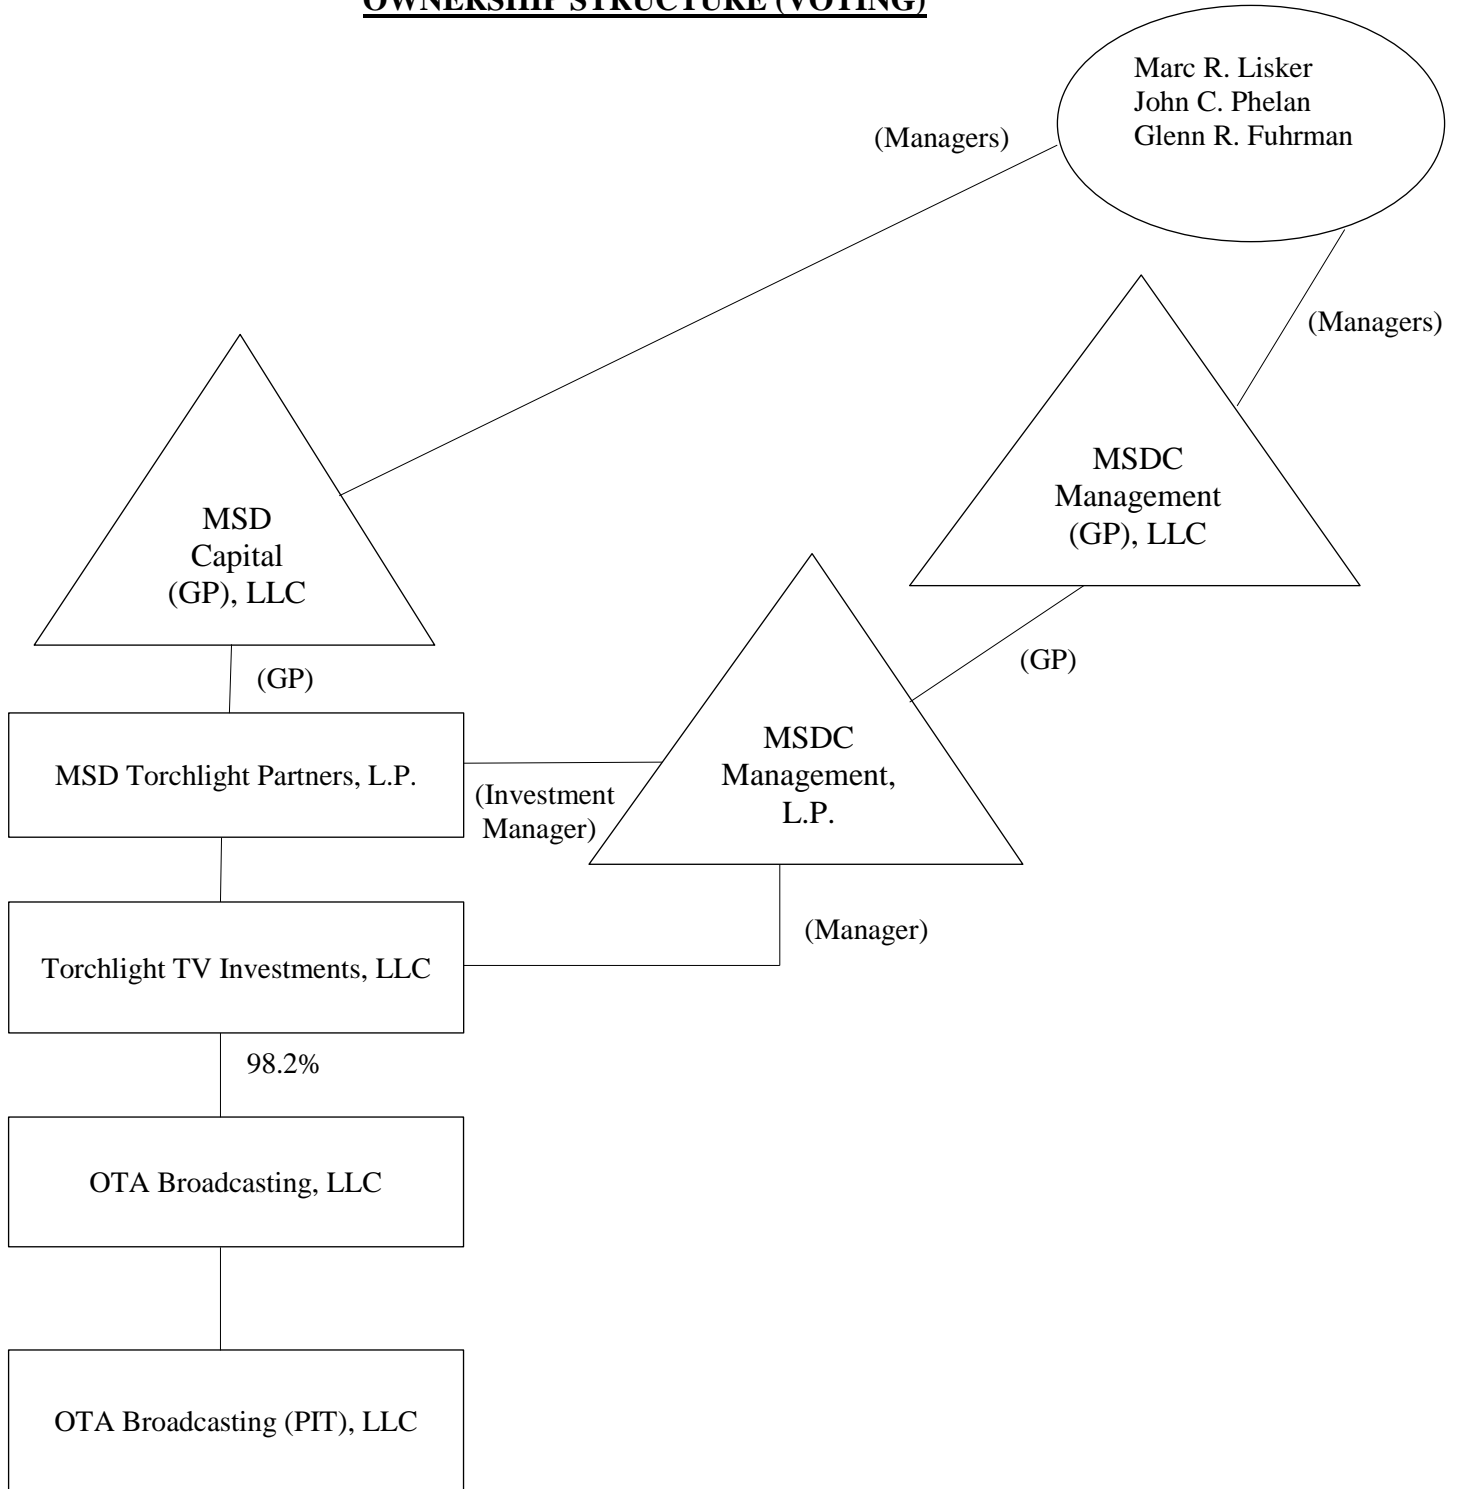 OWNERSHIP STRUCTURE (VOTING)
Marc R. Lisker
John C. Phelan
Glenn R. Fuhrman
(Managers)
(Managers)
MSDC
Management
(GP), LLC
MSD
Capital
(GP), LLC
(GP)
(GP)
MSDC
Management,
L.P.
MSD Torchlight Partners, L.P.
(Investment
Manager)
(Manager)
Torchlight TV Investments, LLC
98.2%
OTA Broadcasting, LLC
OTA Broadcasting (PIT), LLC